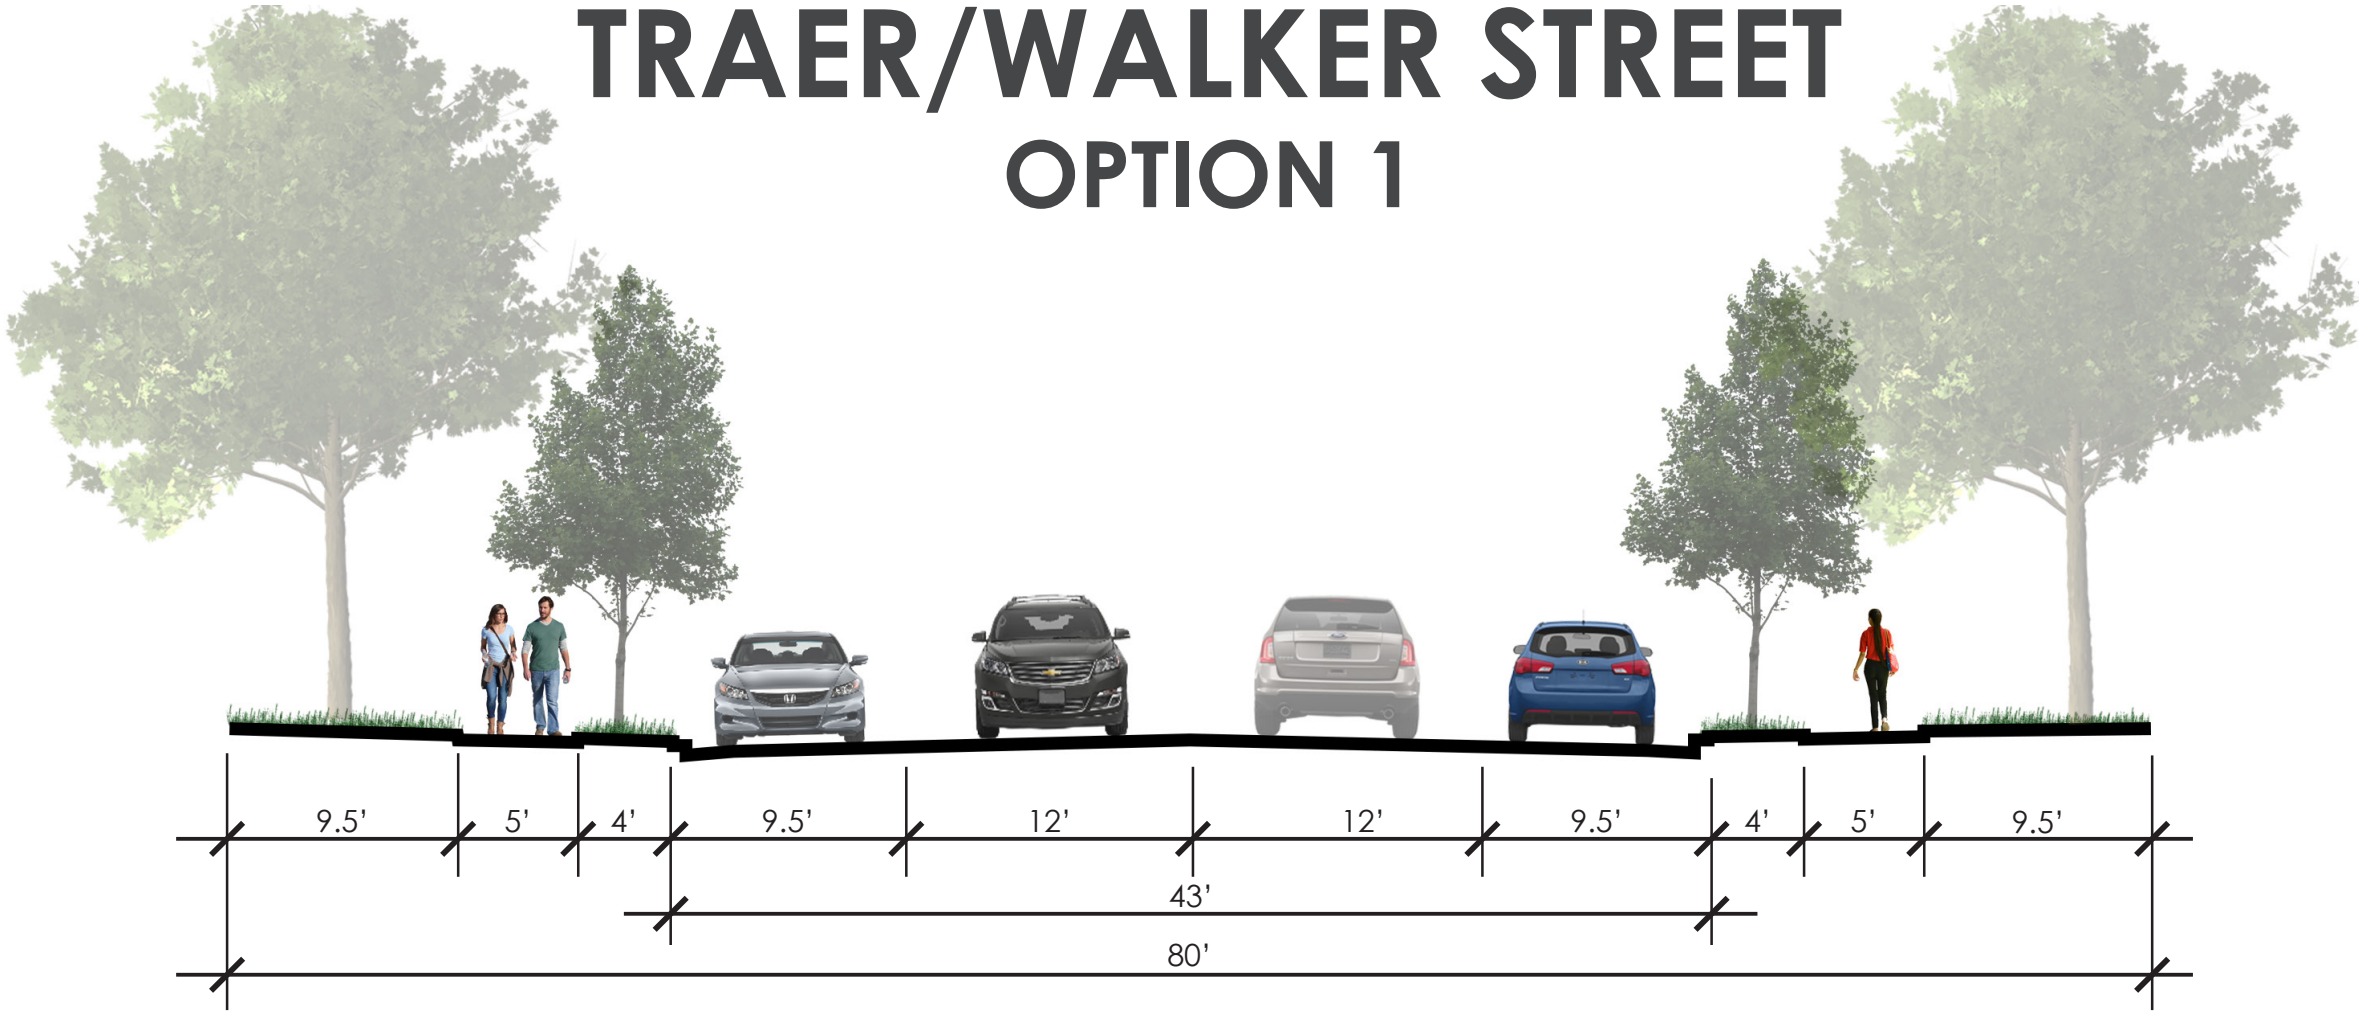 TRAER/WALKER STREET
OPTION 1
9.5’ 5’ 4’ 9.5’ 12’ 12’ 9.5’ 4’ 5’ 9.5’
43’
80’